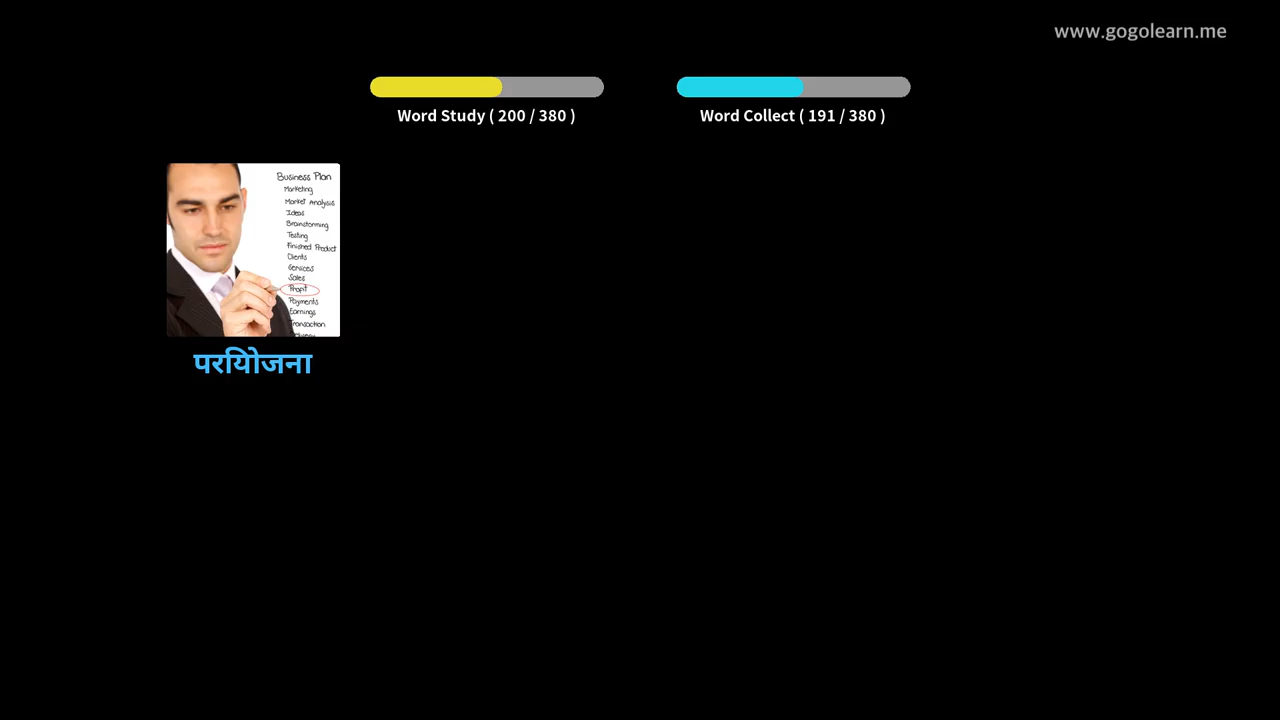 www.gogolearn.me
Word Study ( 200 / 380 )
Word Collect ( 191 / 380 )
Business Plan
Marketing
Market Analysis
Ideas
Brainstorming
Testing
Finished Product
Clients
Services
Sales
Profit
Payments
Earnings
Transaction
Delivery
परियोजना